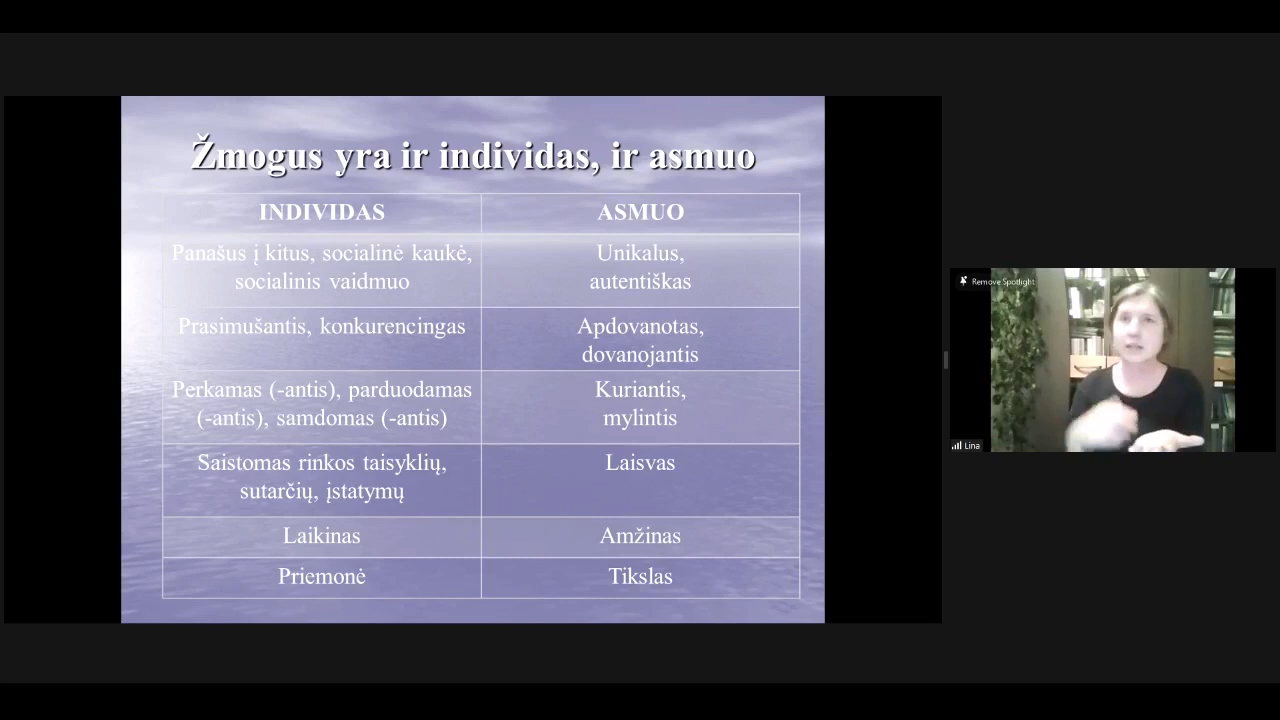 Žmogus yra ir individas, ir asmuo
INDIVIDAS
ASMUO
Panašus į kitus, socialinė kaukė,
socialinis vaidmuo
Unikalus,
autentiškas
Prasimušantis, konkurencingas
Apdovanotas,
dovanojantis
Perkamas (-antis), parduodamas
(-antis), samdomas (-antis)
Kuriantis,
mylintis
Saistomas rinkos taisyklių,
sutarčių, įstatymų
Laisvas
Laikinas
Amžinas
Priemonė
Tikslas
Remove Spotlight
Lina